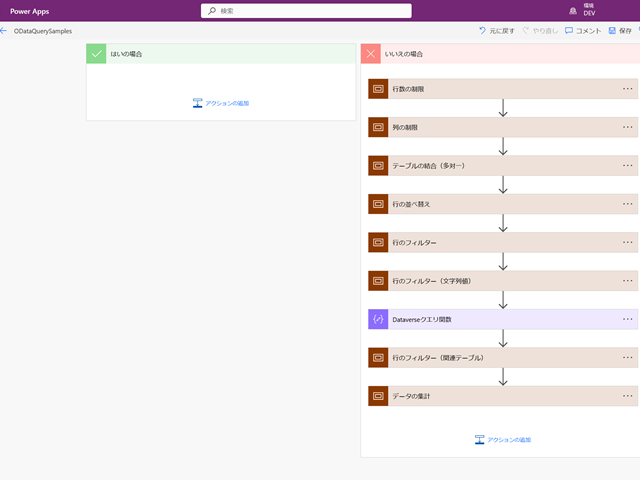 Power Apps
検索
環境
DEV
ODataQuerySamples
元に戻す
やり直し
コメント
保存
はいの場合
アクションの追加
いいえの場合
行数の制限
列の制限
テーブルの結合（多対一）
行の並べ替え
行のフィルター
行のフィルター（文字列値）
Dataverseクエリ関数
行のフィルター（関連テーブル）
データの集計
アクションの追加